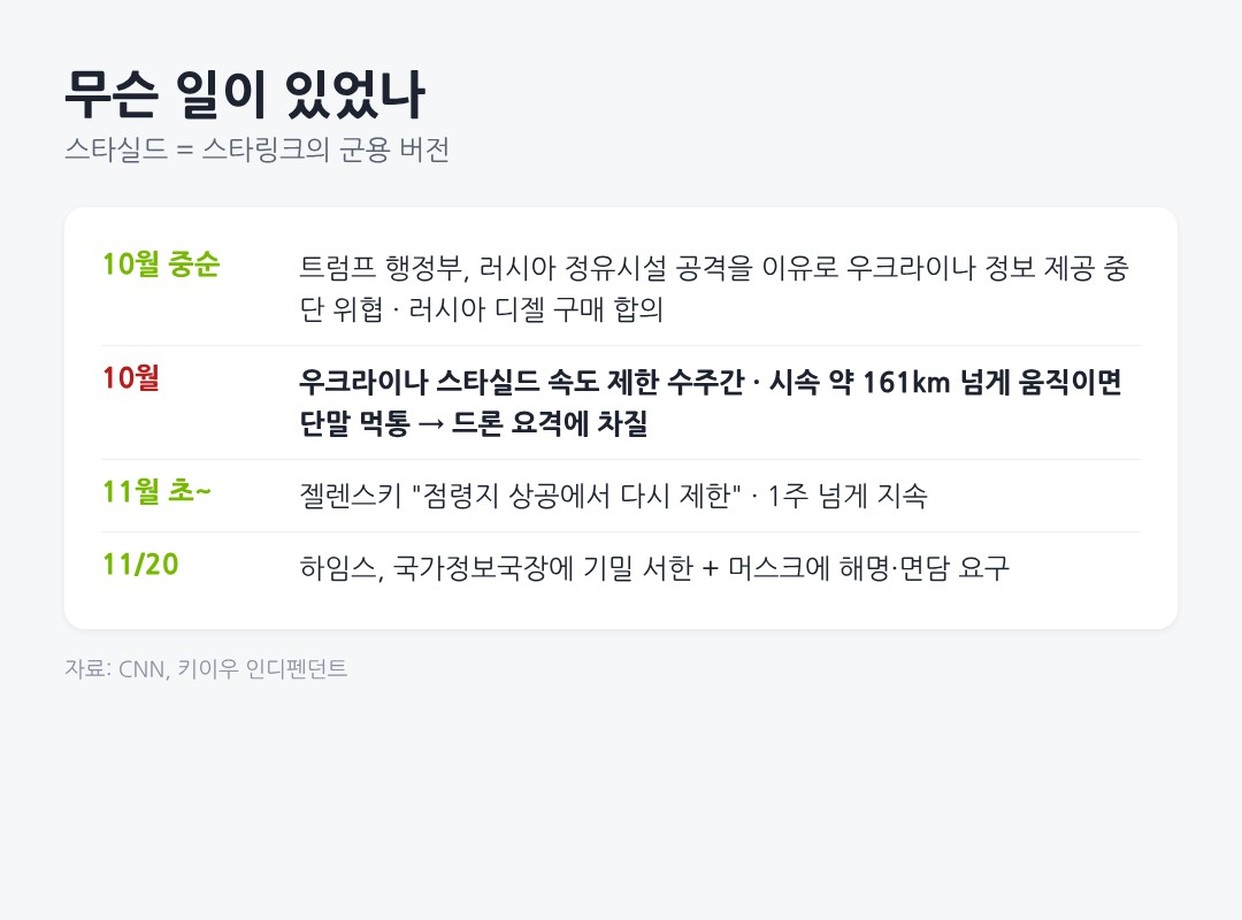 무슨 일이 있었나
스타실드 = 스타링크의 군용 버전
10월 중순
트럼프 행정부, 러시아 정유시설 공격을 이유로 우크라이나 정보 제공 중
단 위협 · 러시아 디젤 구매 합의
10월
우크라이나 스타실드 속도 제한 수주간 · 시속 약 161km 넘게 움직이면
단말 먹통 → 드론 요격에 차질
11월 초~
젤렌스키 "점령지 상공에서 다시 제한" · 1주 넘게 지속
11/20
하임스, 국가정보국장에 기밀 서한 + 머스크에 해명·면담 요구
자료: CNN, 키이우 인디펜던트